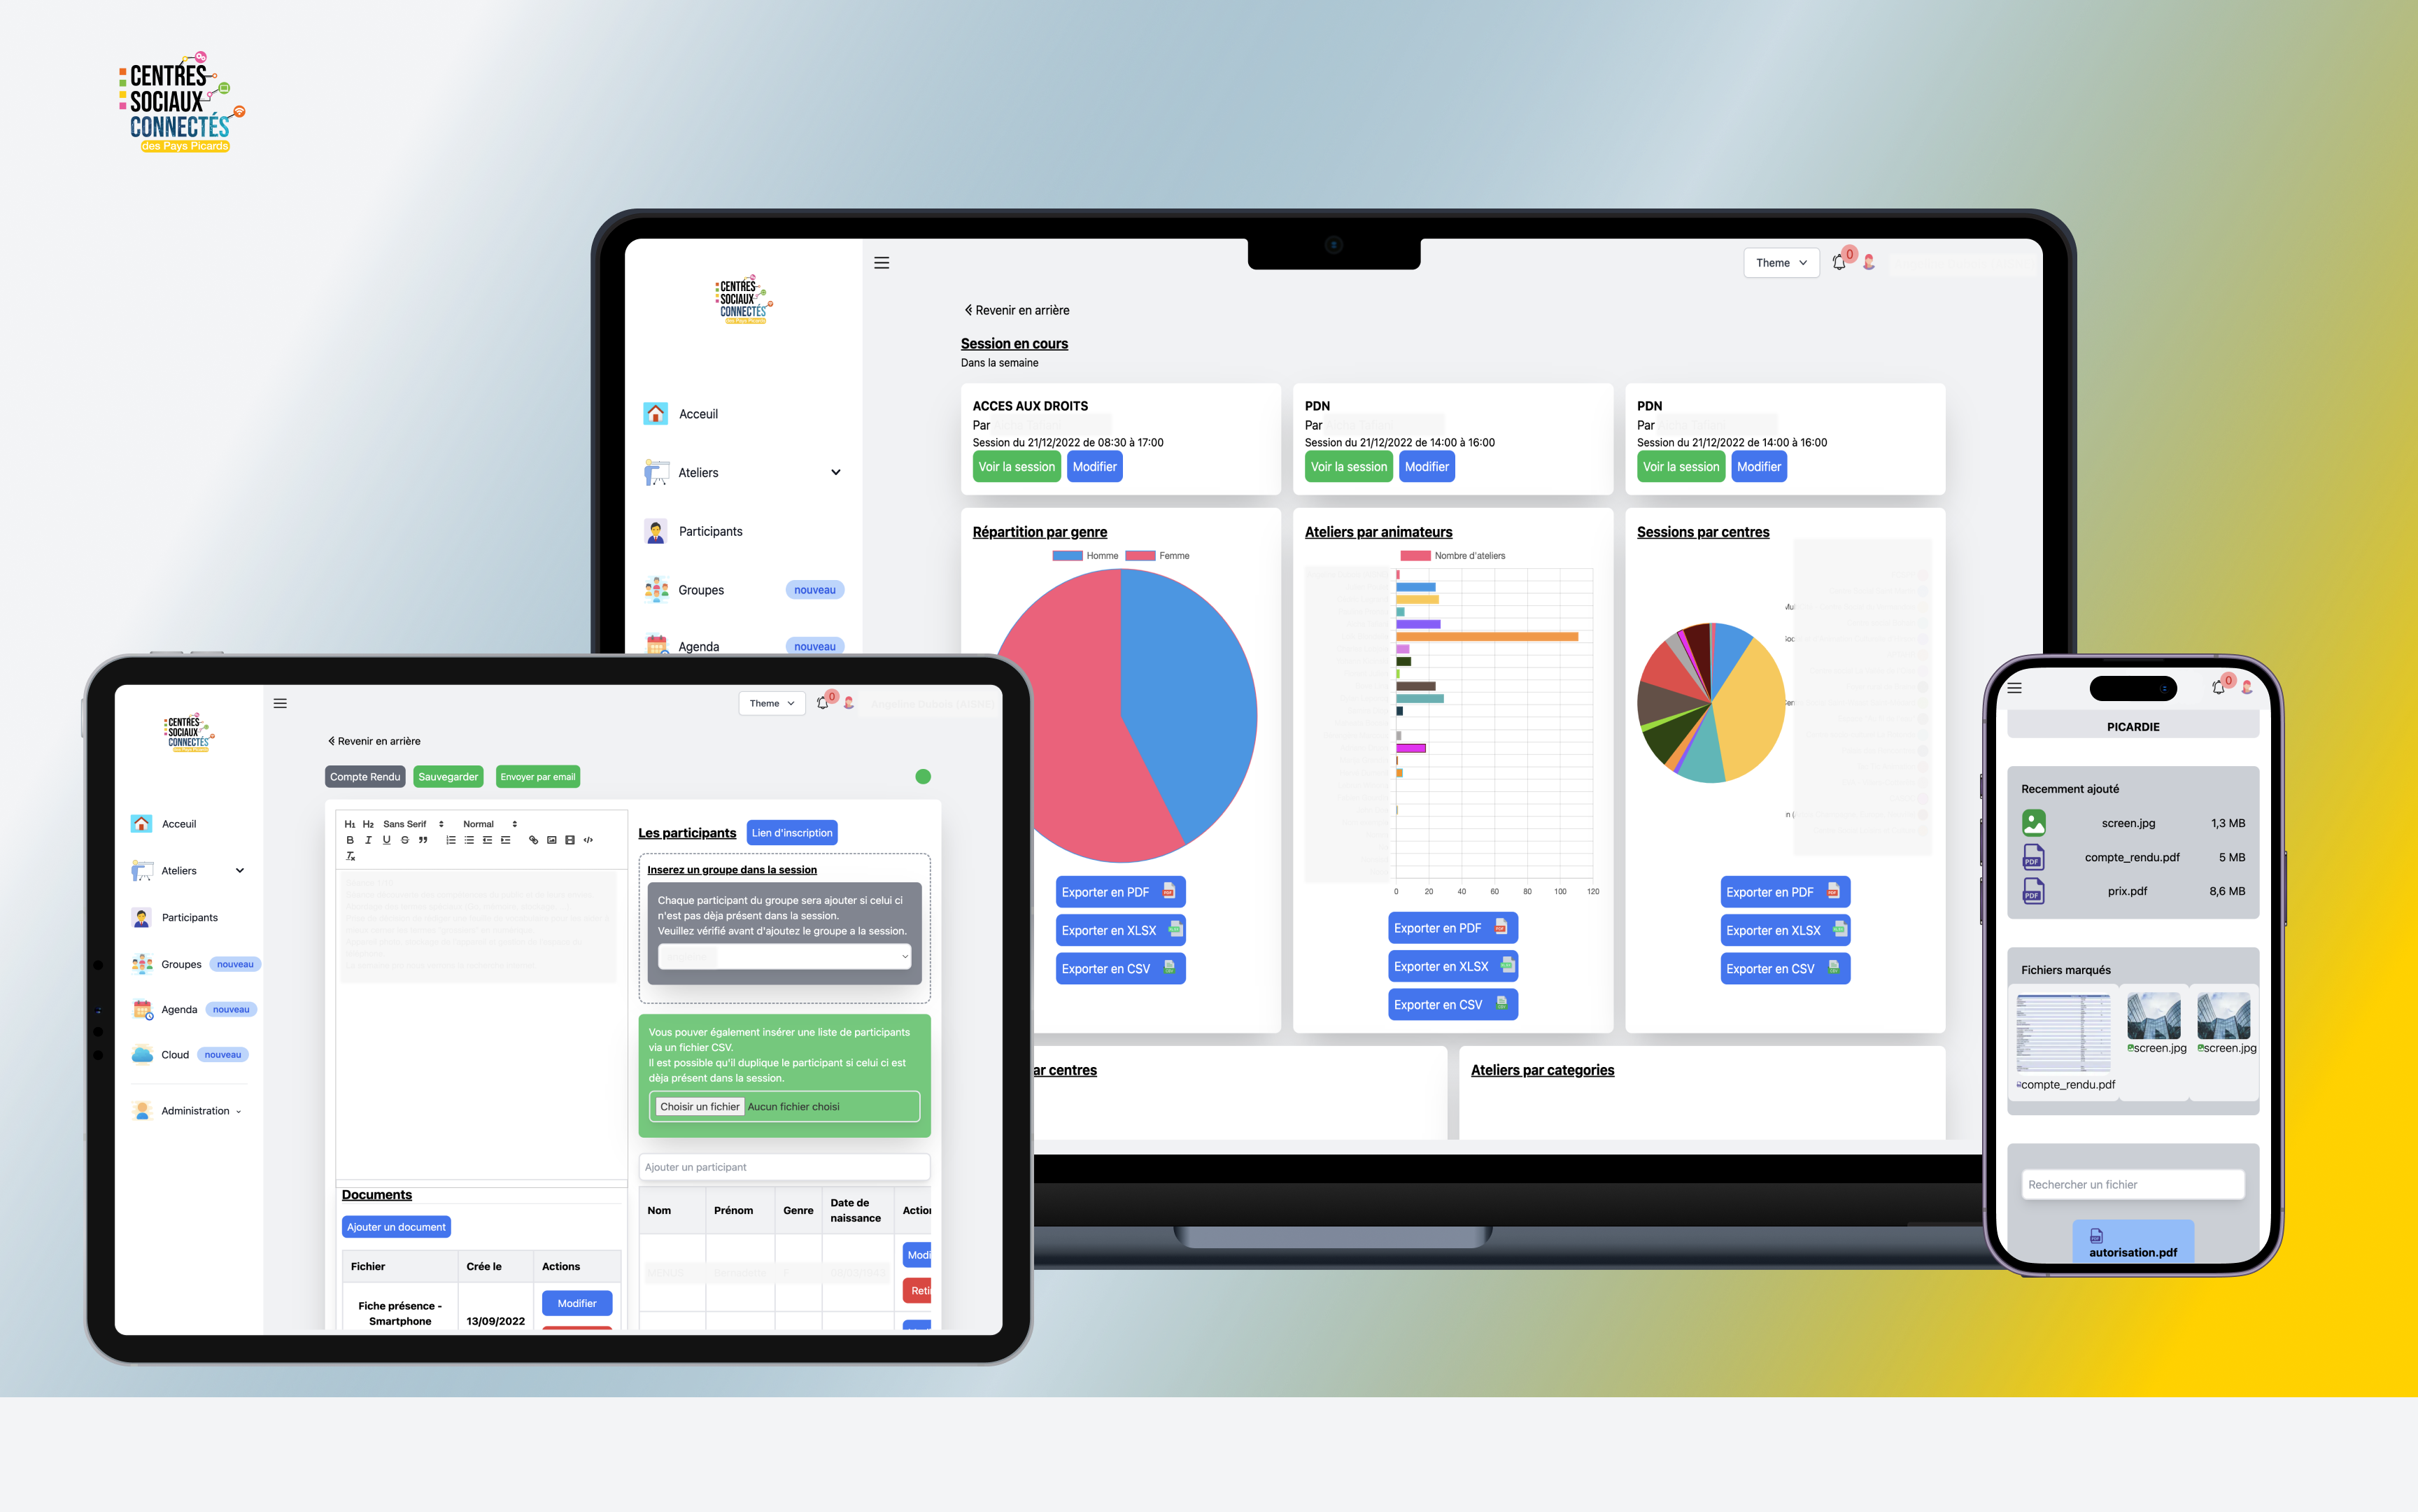 CENTRES
SOCIAUX
CONNECTÉS
des Pays Picards
CENTRES
SOCIAUX
CONNECTÉS
des Pays Picards
Theme
0
Acceuil
Ateliers
Participants
Groupes
nouveau
Agenda
nouveau
Revenir en arrière
Session en cours
Dans la semaine
ACCES AUX DROITS
Par
Session du 21/12/2022 de 08:30 à 17:00
Voir la session
Modifier
PDN
Par
Session du 21/12/2022 de 14:00 à 16:00
Voir la session
Modifier
PDN
Par
Session du 21/12/2022 de 14:00 à 16:00
Voir la session
Modifier
Répartition par genre
Homme
Femme
Exporter en PDF
Exporter en XLSX
Exporter en CSV
Ateliers par animateurs
Nombre d'ateliers
0 20 40 60 80 100 120
Exporter en PDF
Exporter en XLSX
Exporter en CSV
Sessions par centres
Exporter en PDF
Exporter en XLSX
Exporter en CSV
ar centres
Ateliers par categories
CENTRES
SOCIAUX
CONNECTÉS
des Pays Picards
Theme
0
Acceuil
Ateliers
Participants
Groupes
nouveau
Agenda
nouveau
Cloud
nouveau
Administration
Revenir en arrière
Compte Rendu
Sauvegarder
Envoyer par email
H1 H2 Sans Serif Normal
Documents
Ajouter un document
Fichier Crée le Actions
Fiche présence -
Smartphone
13/09/2022
Modifier
Les participants
Lien d'inscription
Inserez un groupe dans la session
Chaque participant du groupe sera ajouter si celui ci
n'est pas dèja présent dans la session.
Veuillez vérifié avant d'ajoutez le groupe a la session.
Vous pouver également insérer une liste de participants
via un fichier CSV.
Il est possible qu'il duplique le participant si celui ci est
dèja présent dans la session.
Choisir un fichier
Aucun fichier choisi
Ajouter un participant
Nom Prénom Genre Date de
naissance
Action
Modi
Reti
0
PICARDIE
Recemment ajouté
screen.jpg 1,3 MB
PDF compte_rendu.pdf 5 MB
PDF prix.pdf 8,6 MB
Fichiers marqués
compte_rendu.pdf
screen.jpg
screen.jpg
Rechercher un fichier
autorisation.pdf